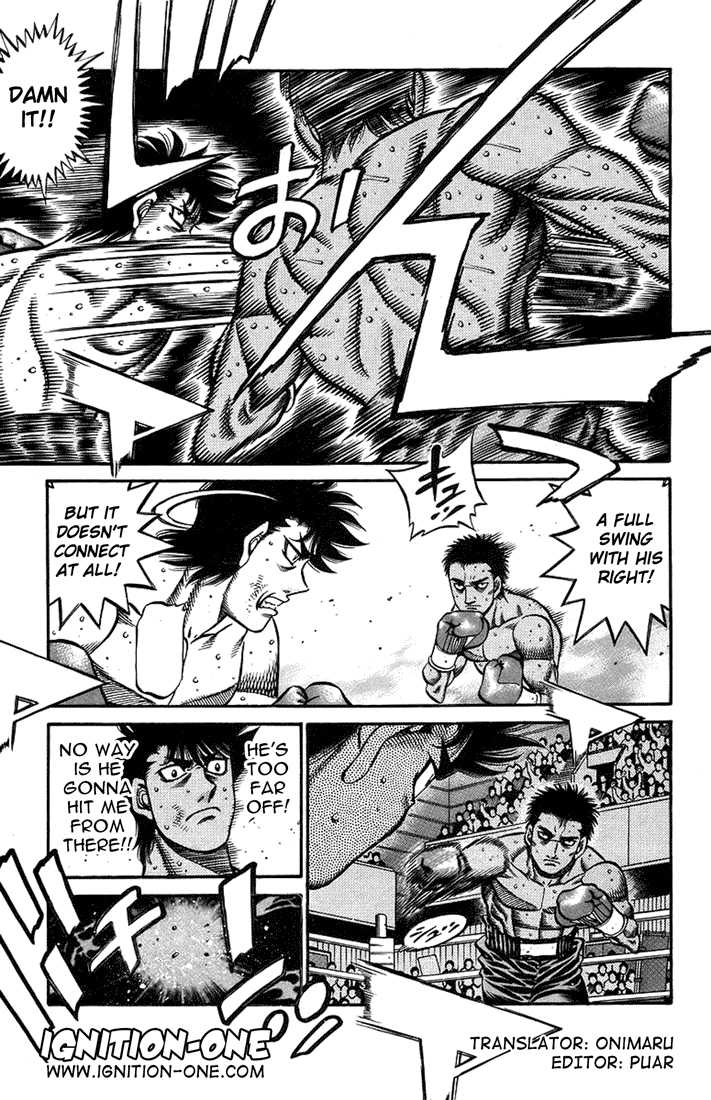 DAMN
IT!!
お
A FULL
SWING
WITH HIS
RIGHT!
BUT IT
DOESN'T
CONNECT
AT ALL!
HE'S
TOO
FAR
OFF!
NO WAY
IS HE
GONNA
HIT ME
FROM
THERE!!
IGNITION-ONE
WWW.IGNITION-ONE.COM
TRANSLATOR: ONIMARU
EDITOR: PUAR